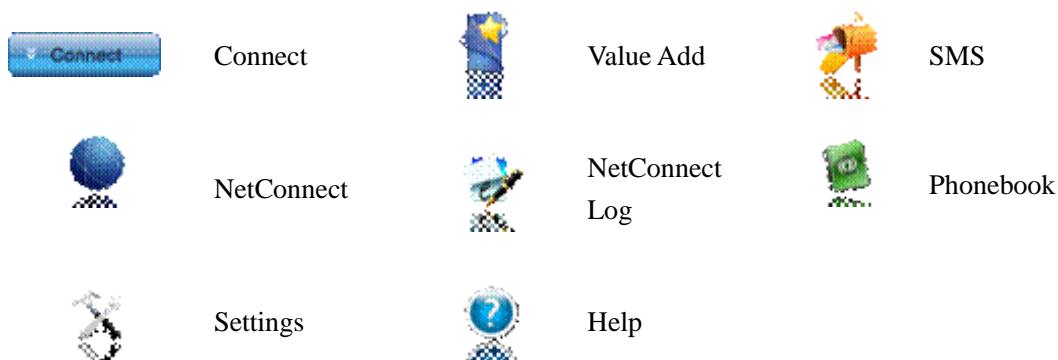 Connect
Connect
Value Add
SMS
NetConnect
NetConnect
Log
@
Phonebook
Settings
?
Help